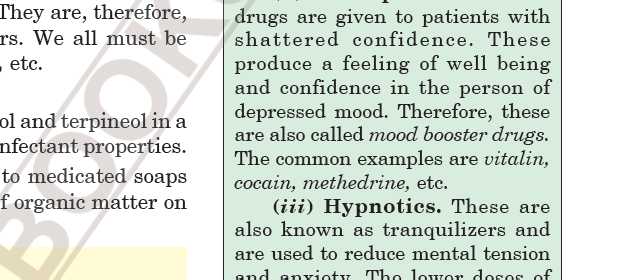 They are, therefore,
rs. We all must be
, etc.
ol and terpineol in a
nfectant properties.
to medicated soaps
f organic matter on
drugs are given to patients with
shattered confidence. These
produce a feeling of well being
and confidence in the person of
depressed mood. Therefore, these
are also called mood booster drugs.
The common examples are vitalin,
cocain, methedrine, etc.
(iii) Hypnotics. These are
also known as tranquilizers and
are used to reduce mental tension
and anxiety. The lower doses of
BOOK